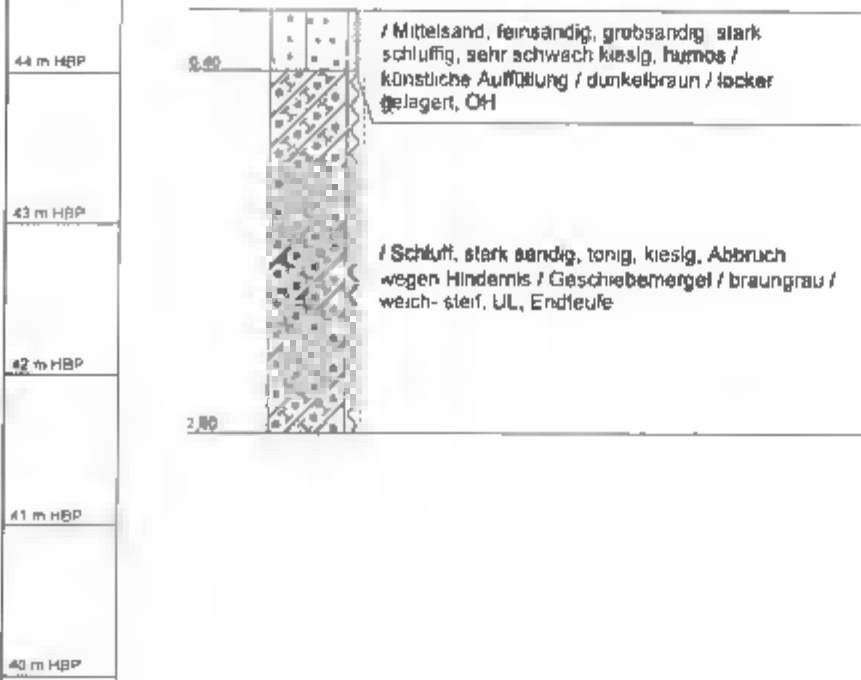 / Mittelsand, feinsandig, grobsandig, stark
schluffig, sehr schwach kiesig, humos /
künstliche Auffüllung / dunkelbraun / locker
gelagert, OH
44 m HBP
0,40
43 m HBP
/ Schluff, stark sandig, tonig, kiesig, Abbruch
wegen Hindernis / Geschiebemergel / braungrau /
weich- steif, UL, Endteufe
42 m HBP
2,80
41 m HBP
40 m HBP